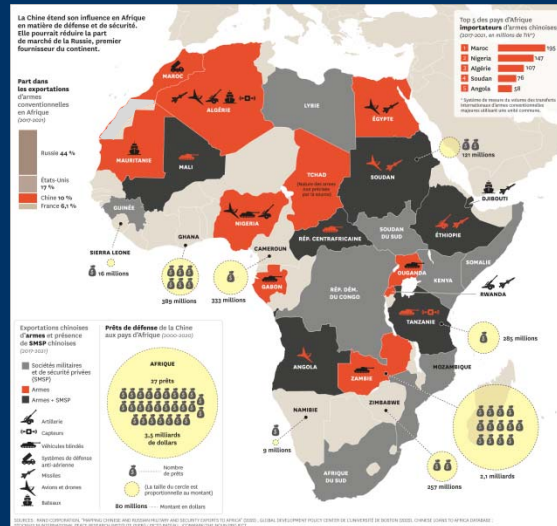 La Chine étend son influence en Afrique
en matière de défense et de sécurité.
Elle pourrait réduire la part
de marché de la Russie, premier
fournisseur du continent.
Part dans
les exportations
d'armes
conventionnelles
en Afrique
(2017-2021)
Russie 44 %
États-Unis
17 %
Chine 10 %
France 6,1 %
Top 5 des pays d'Afrique
importateurs d'armes chinoises
(2017-2021, en millions de TIV*)
1 Maroc 195
2 Nigeria 147
3 Algérie 107
4 Soudan 76
5 Angola 58
MAROC
ALGÉRIE
LYBIE
ÉGYPTE
MAURITANIE
MALI
TCHAD
SOUDAN
121 millions
DJIBOUTI
GUINÉE
SIERRA LEONE
16 millions
GHANA
389 millions
NIGERIA
CAMEROUN
333 millions
RÉP. CENTRAFRICAINE
SOUDAN
DU SUD
ÉTHIOPIE
SOMALIE
GABON
RÉP. DÉM.
DU CONGO
OUGANDA
KENYA
RWANDA
TANZANIE
285 millions
ANGOLA
ZAMBIE
MOZAMBIQUE
NAMIBIE
9 millions
ZIMBABWE
257 millions
2,1 milliards
AFRIQUE DU SUD
Exportations chinoises
d'armes et présence
de SMSP chinoises
(2017-2021)
Sociétés militaires
et de sécurité privées
(SMSP)
Armes
Armes + SMSP
Artillerie
Capteurs
Véhicules blindés
Systèmes de défense
anti-aérienne
Missiles
Avions et drones
Bateaux
Prêts de défense de la Chine
aux pays d'Afrique (2000-2020)
AFRIQUE
27 prêts
3,5 milliards
de dollars
Nombre
de prêts
(La taille du cercle est
proportionnelle au montant)
80 millions
Montant en dollars